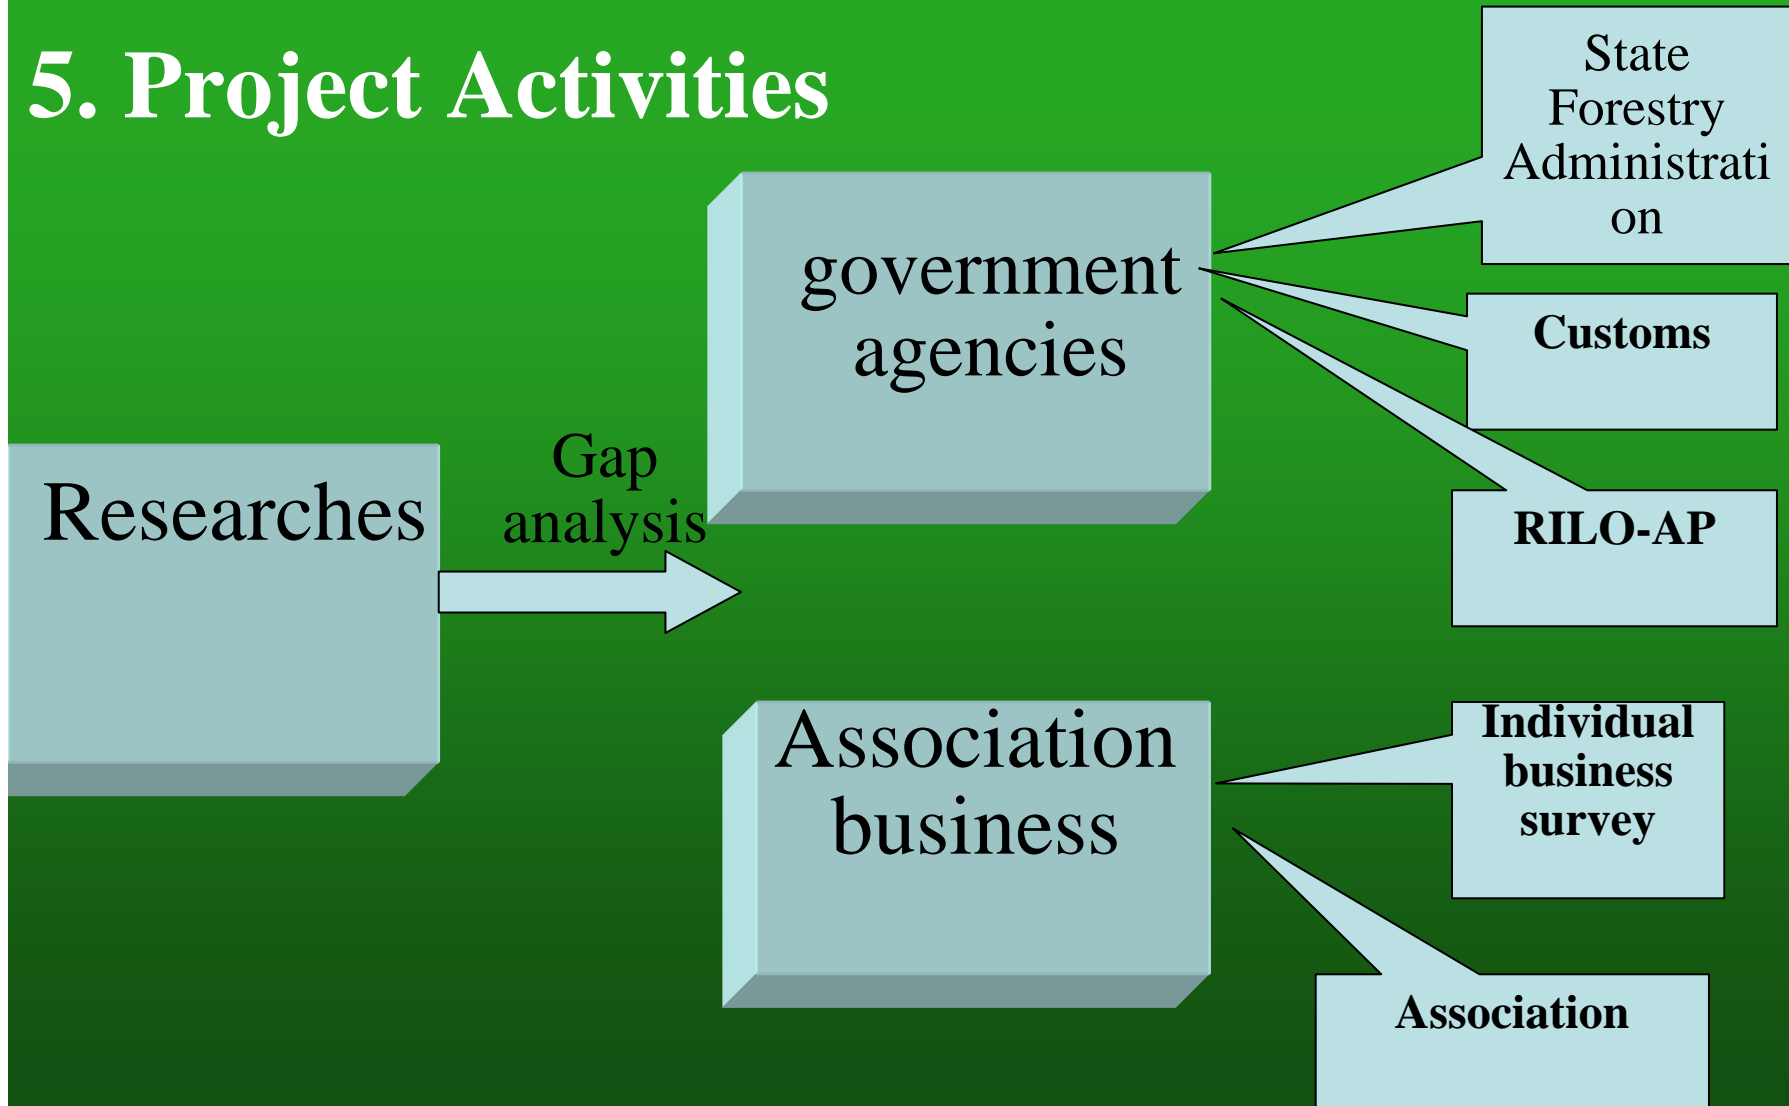 5. Project Activities
State
Forestry
Administrati
on
government
agencies
Customs
Gap
analysis
Researches
RILO-AP
Association
business
Individual
business
survey
Association